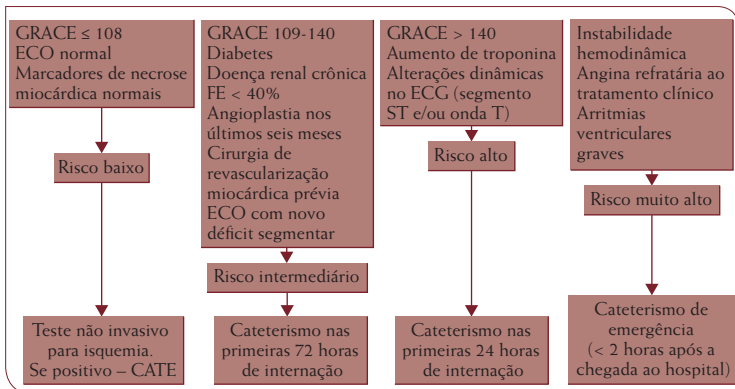 GRACE ≤ 108
ECO normal
Marcadores de necrose
miocárdica normais
Risco baixo
Teste não invasivo
para isquemia.
Se positivo – CATE
GRACE 109-140
Diabetes
Doença renal crônica
FE < 40%
Angioplastia nos
últimos seis meses
Cirurgia de
revascularização
miocárdica prévia
ECO com novo
déficit segmentar
Risco intermediário
Cateterismo nas
primeiras 72 horas
de internação
GRACE > 140
Aumento de troponina
Alterações dinâmicas
no ECG (segmento
ST e/ou onda T)
Risco alto
Cateterismo nas
primeiras 24 horas
de internação
Instabilidade
hemodinâmica
Angina refratária ao
tratamento clínico
Arritmias
ventriculares
graves
Risco muito alto
Cateterismo de
emergência
(< 2 horas após a
chegada ao hospital)